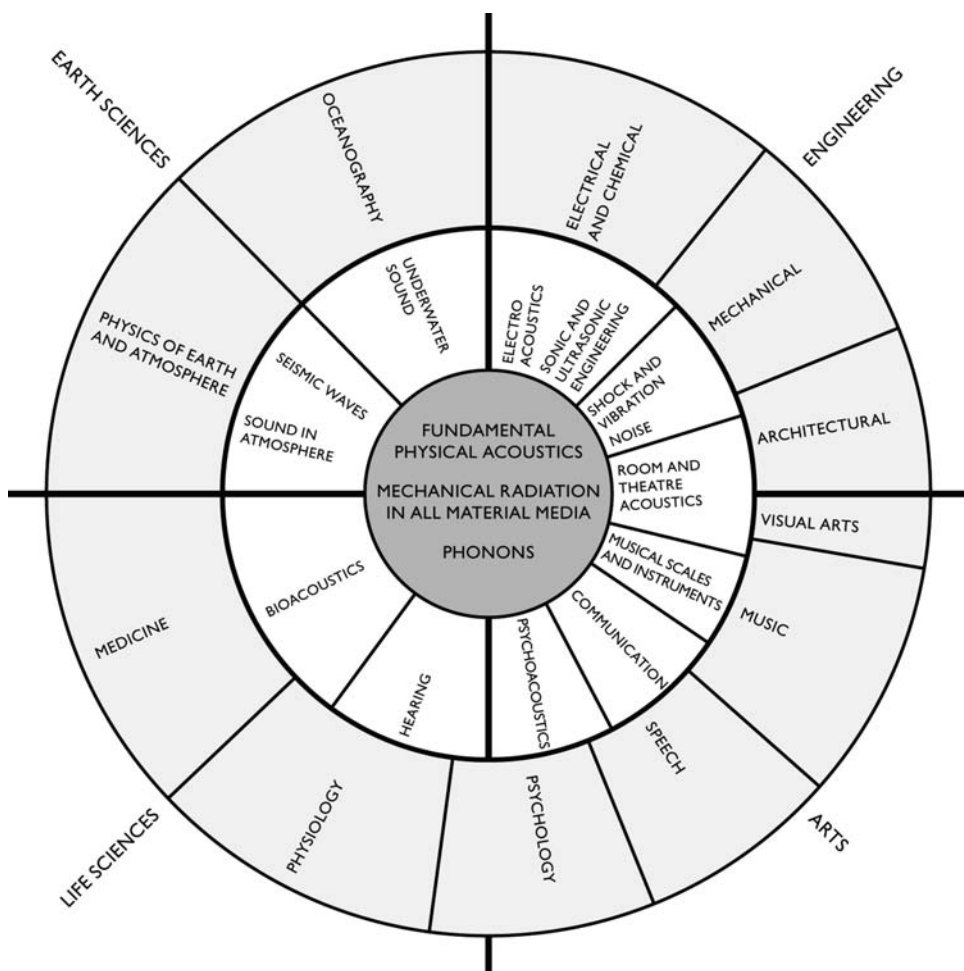 EARTH SCIENCES
ENGINEERING
OCEANOGRAPHY
ELECTRICAL
AND CHEMICAL
MECHANICAL
ARCHITECTURAL
PHYSICS OF EARTH
AND ATMOSPHERE
UNDERWATER
SOUND
SEISMIC WAVES
SOUND IN
ATMOSPHERE
ELECTRO
ACOUSTICS
SONIC AND
ULTRASONIC
ENGINEERING
SHOCK AND
VIBRATION
NOISE
ROOM AND
THEATRE
ACOUSTICS
FUNDAMENTAL
PHYSICAL ACOUSTICS
MECHANICAL RADIATION
IN ALL MATERIAL MEDIA
PHONONS
VISUAL ARTS
MUSICAL SCALES
AND INSTRUMENTS
MUSIC
COMMUNICATION
BIOACOUSTICS
MEDICINE
HEARING
PSYCHOACOUSTICS
SPEECH
PHYSIOLOGY
PSYCHOLOGY
LIFE SCIENCES
ARTS